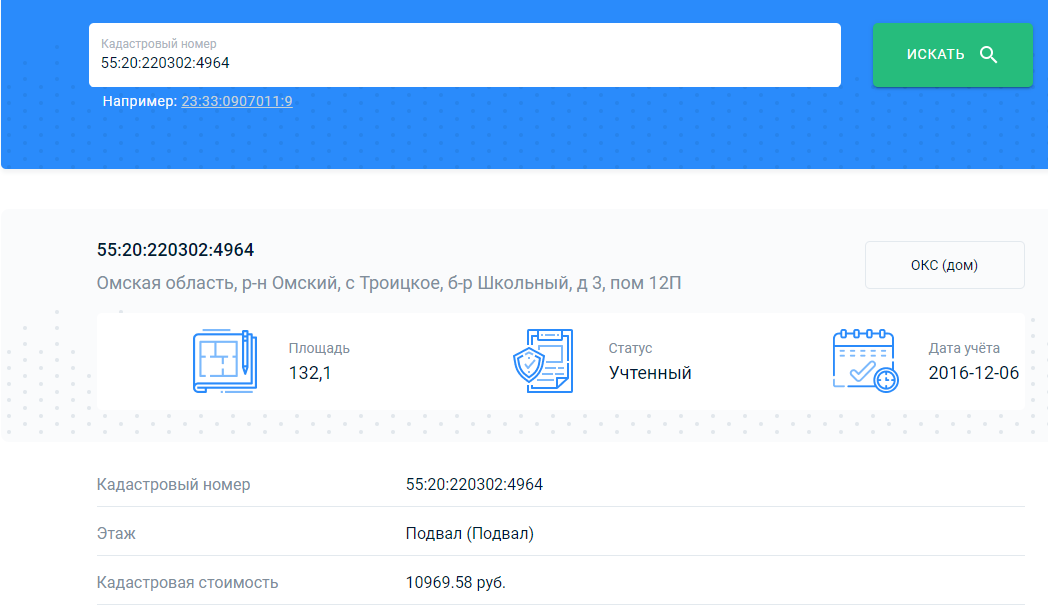 Кадастровый номер
55:20:220302:4964
ИСКАТЬ
Например: 23:33:0907011:9
55:20:220302:4964
Омская область, р-н Омский, с Троицкое, б-р Школьный, д 3, пом 12П
ОКС (дом)
Площадь
132,1
Статус
Учтенный
Дата учёта
2016-12-06
Кадастровый номер 55:20:220302:4964
Этаж Подвал (Подвал)
Кадастровая стоимость 10969.58 руб.